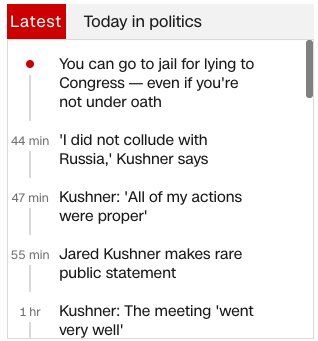 Latest Today in politics
You can go to jail for lying to
Congress — even if you're
not under oath
44 min 'I did not collude with
Russia,' Kushner says
47 min Kushner: 'All of my actions
were proper'
55 min Jared Kushner makes rare
public statement
1 hr Kushner: The meeting 'went
very well'